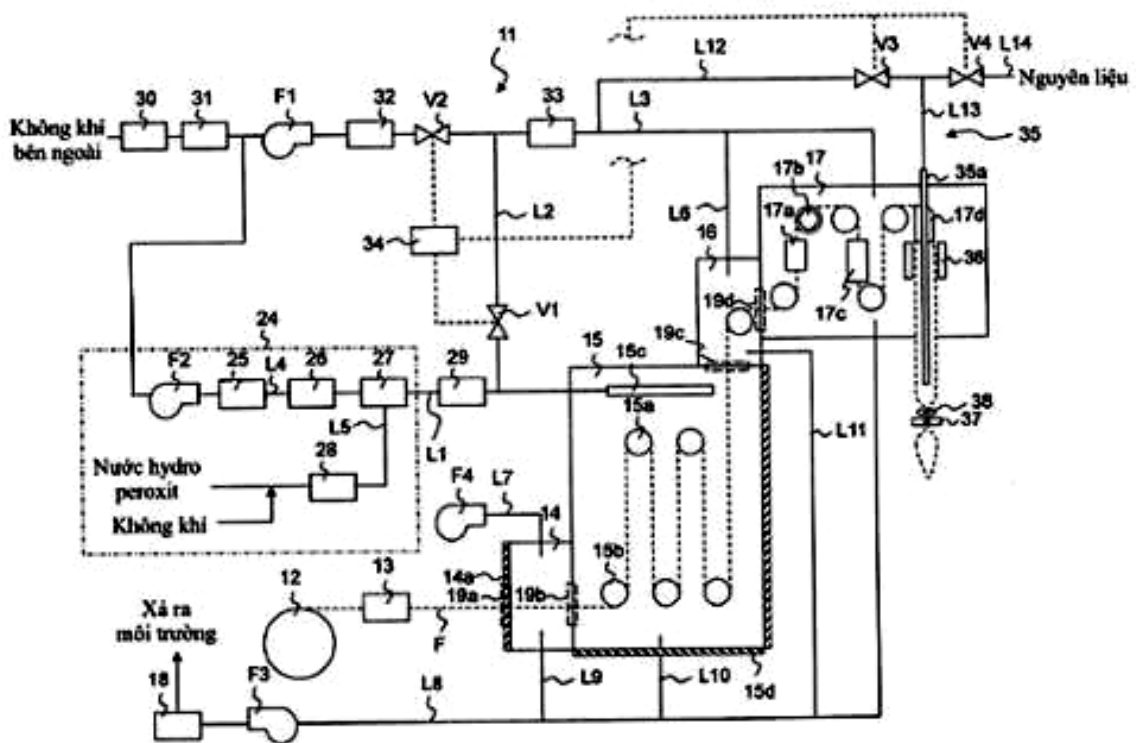 11
L12
V3
V4
L14
Nguyên liệu
30
31
F1
32
V2
33
L3
L13
35
Không khí
bên ngoài
17
17b
35a
17a
17d
L6
L2
16
36
34
19d
17c
V1
24
19c
F2
25
L4
26
27
29
15
15c
15a
L5
L1
L11
38
37
28
Nước hydro
peroxit
Không khí
F4
L7
14
15b
12
13
14a
19a
19b
Xả ra
môi trường
F
18
F3
L8
L9
L10
15d